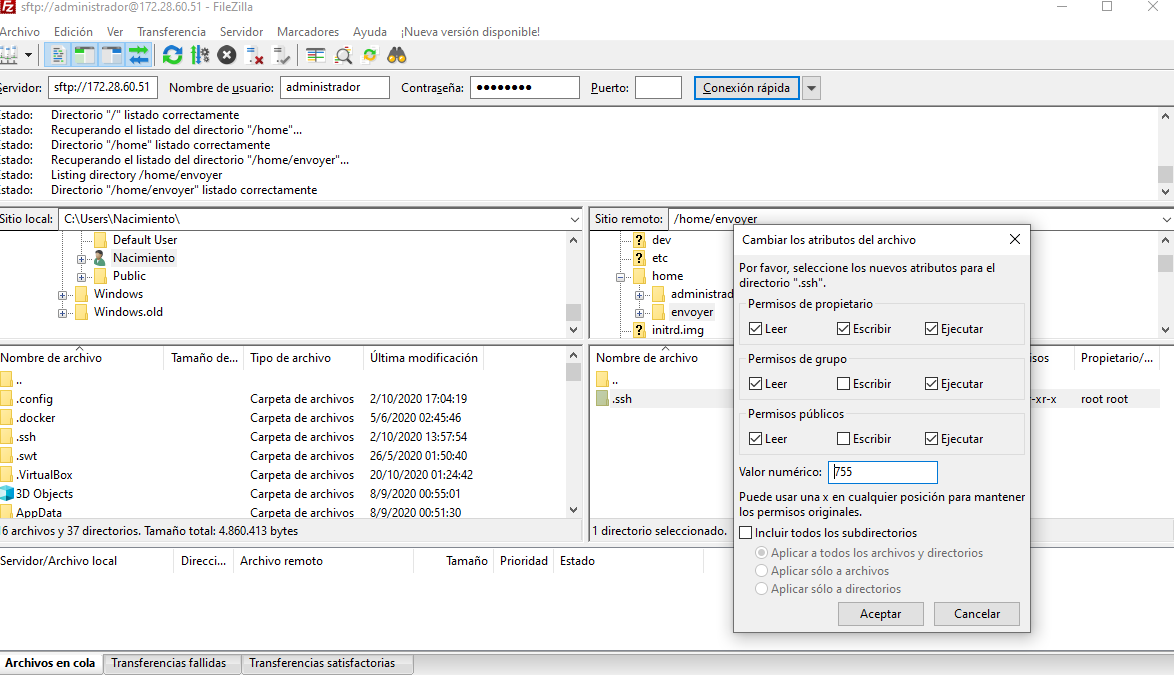 sftp://administrador@172.28.60.51 - FileZilla
Archivo Edición Ver Transferencia Servidor Marcadores Ayuda ¡Nueva versión disponible!
ervidor: sftp://172.28.60.51 Nombre de usuario: administrador Contraseña: ●●●●●●●● Puerto: Conexión rápida
stado: Directorio "/" listado correctamente
stado: Recuperando el listado del directorio "/home"...
stado: Directorio "/home" listado correctamente
stado: Recuperando el listado del directorio "/home/envoyer"...
stado: Listing directory /home/envoyer
stado: Directorio "/home/envoyer" listado correctamente
Sitio local: C:\Users\Nacimiento\
Default User
Nacimiento
Public
Windows
Windows.old
Nombre de archivo Tamaño de... Tipo de archivo Última modificación
..
.config Carpeta de archivos 2/10/2020 17:04:19
.docker Carpeta de archivos 5/6/2020 02:45:46
.ssh Carpeta de archivos 2/10/2020 13:57:54
.swt Carpeta de archivos 26/5/2020 01:50:40
.VirtualBox Carpeta de archivos 20/10/2020 01:24:42
3D Objects Carpeta de archivos 8/9/2020 00:55:01
AppData Carpeta de archivos 8/9/2020 00:51:30
16 archivos y 37 directorios. Tamaño total: 4.860.413 bytes
Sitio remoto: /home/envoyer
? dev
? etc
home
administrad
envoyer
? initrd.img
Nombre de archivo isos Propietario/...
..
.ssh -xr-x root root
1 directorio seleccionado.
Cambiar los atributos del archivo
Por favor, seleccione los nuevos atributos para el
directorio ".ssh".
Permisos de propietario
Leer Escribir Ejecutar
Permisos de grupo
Leer Escribir Ejecutar
Permisos públicos
Leer Escribir Ejecutar
Valor numérico: 755
Puede usar una x en cualquier posición para mantener
los permisos originales.
Incluir todos los subdirectorios
Aplicar a todos los archivos y directorios
Aplicar sólo a archivos
Aplicar sólo a directorios
Aceptar Cancelar
Servidor/Archivo local Direcci... Archivo remoto Tamaño Prioridad Estado
Archivos en cola Transferencias fallidas Transferencias satisfactorias